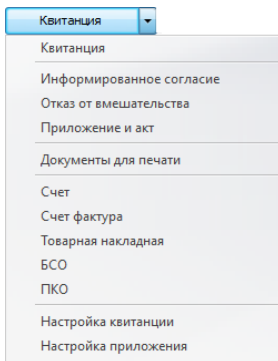 Квитанция
Квитанция
Информированное согласие
Отказ от вмешательства
Приложение и акт
Документы для печати
Счет
Счет фактура
Товарная накладная
БСО
ПКО
Настройка квитанции
Настройка приложения